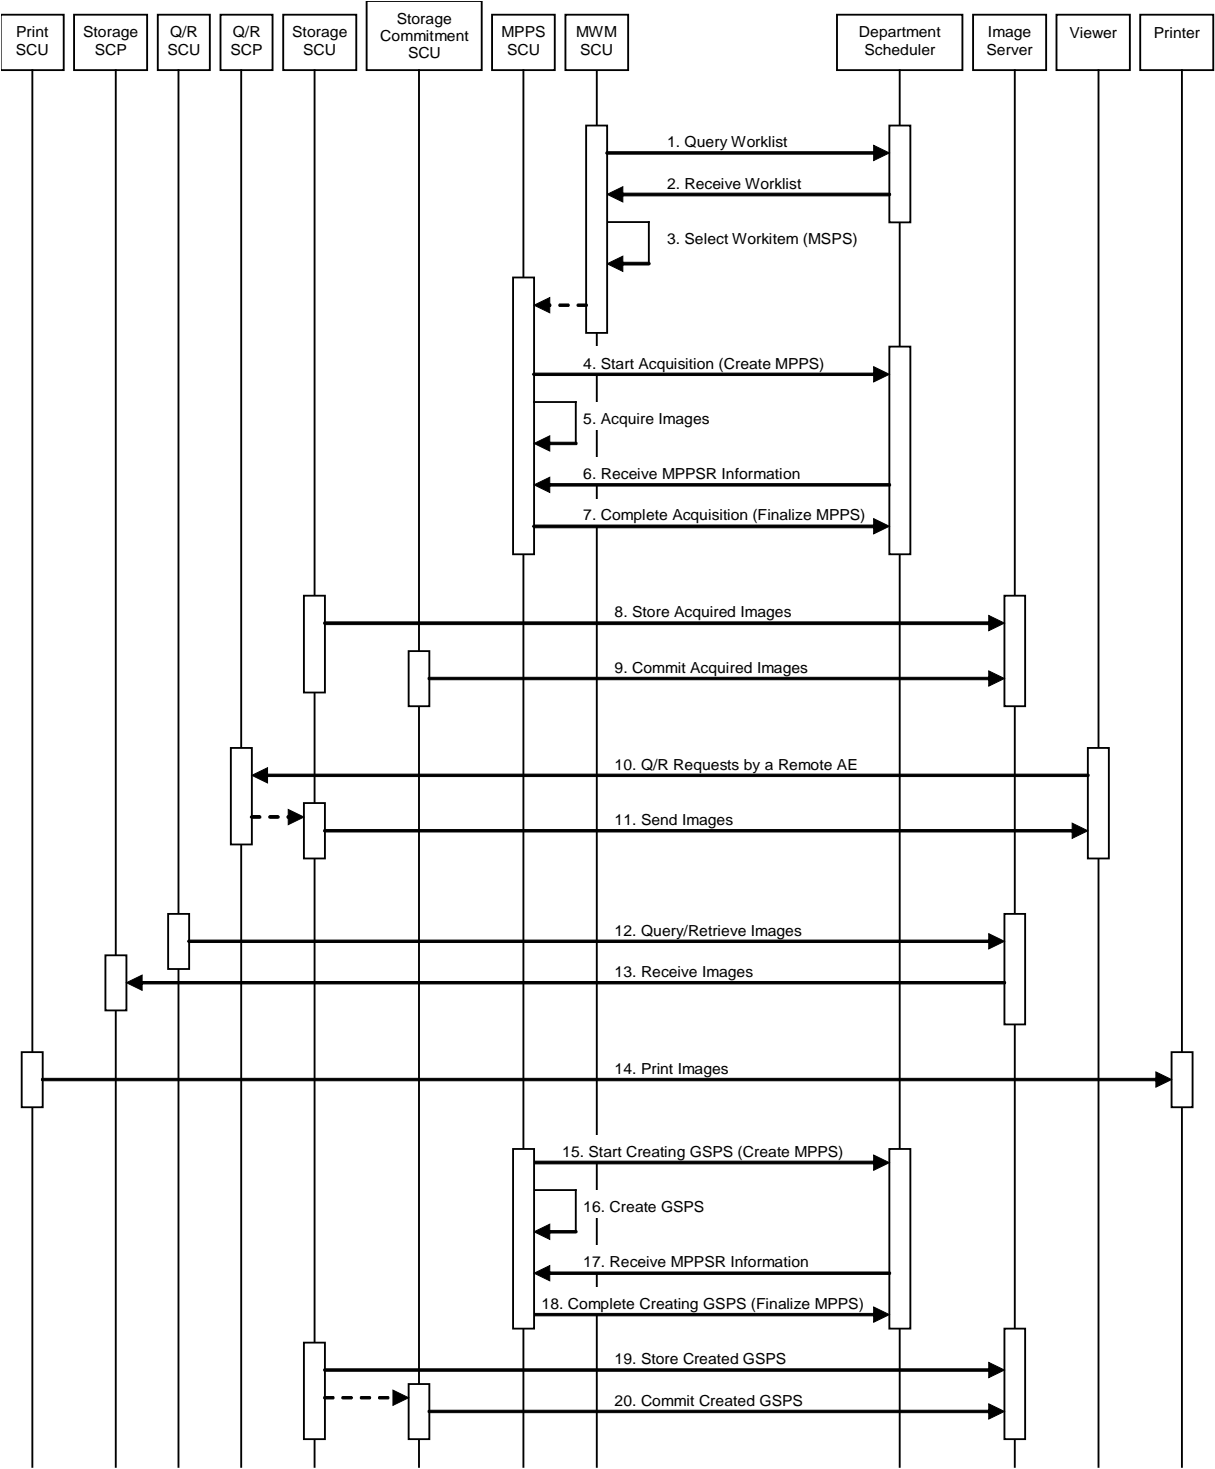 Print
SCU
Storage
SCP
Q/R
SCU
Q/R
SCP
Storage
SCU
Storage
Commitment
SCU
MPPS
SCU
MWM
SCU
Department
Scheduler
Image
Server
Viewer
Printer
1. Query Worklist
2. Receive Worklist
3. Select Workitem (MSPS)
4. Start Acquisition (Create MPPS)
5. Acquire Images
6. Receive MPPSR Information
7. Complete Acquisition (Finalize MPPS)
8. Store Acquired Images
9. Commit Acquired Images
10. Q/R Requests by a Remote AE
11. Send Images
12. Query/Retrieve Images
13. Receive Images
14. Print Images
15. Start Creating GSPS (Create MPPS)
16. Create GSPS
17. Receive MPPSR Information
18. Complete Creating GSPS (Finalize MPPS)
19. Store Created GSPS
20. Commit Created GSPS